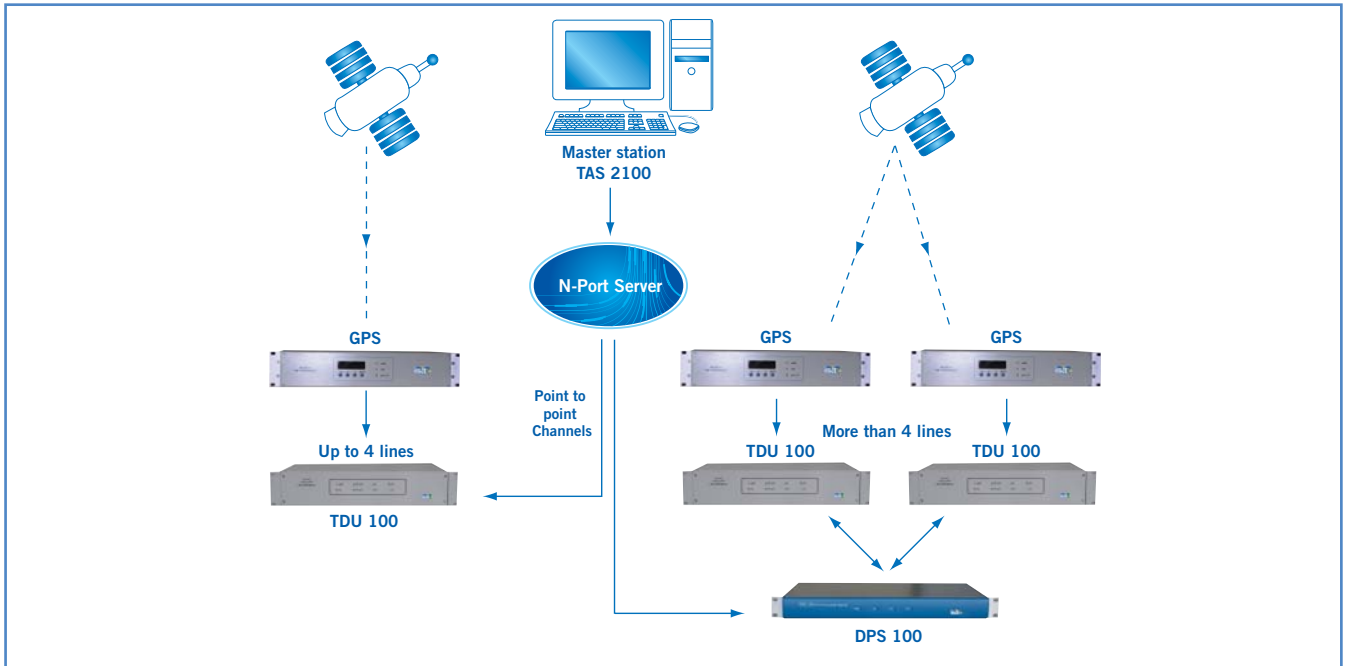 Master station
TAS 2100
N-Port Server
GPS
Up to 4 lines
TDU 100
Point to
point
Channels
GPS
GPS
More than 4 lines
TDU 100
TDU 100
DPS 100